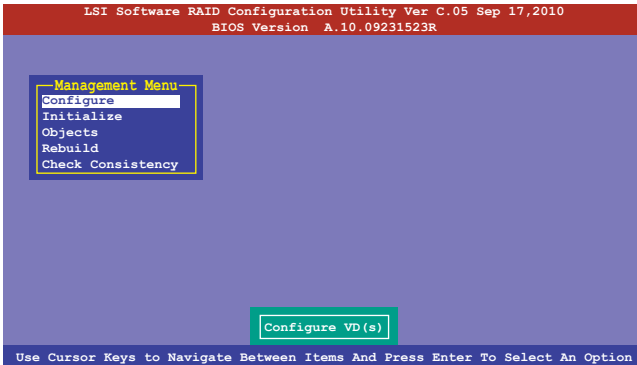 LSI Software RAID Configuration Utility Ver C.05 Sep 17,2010
BIOS Version A.10.09231523R
Management Menu
Configure
Initialize
Objects
Rebuild
Check Consistency
Configure VD(s)
Use Cursor Keys to Navigate Between Items And Press Enter To Select An Option